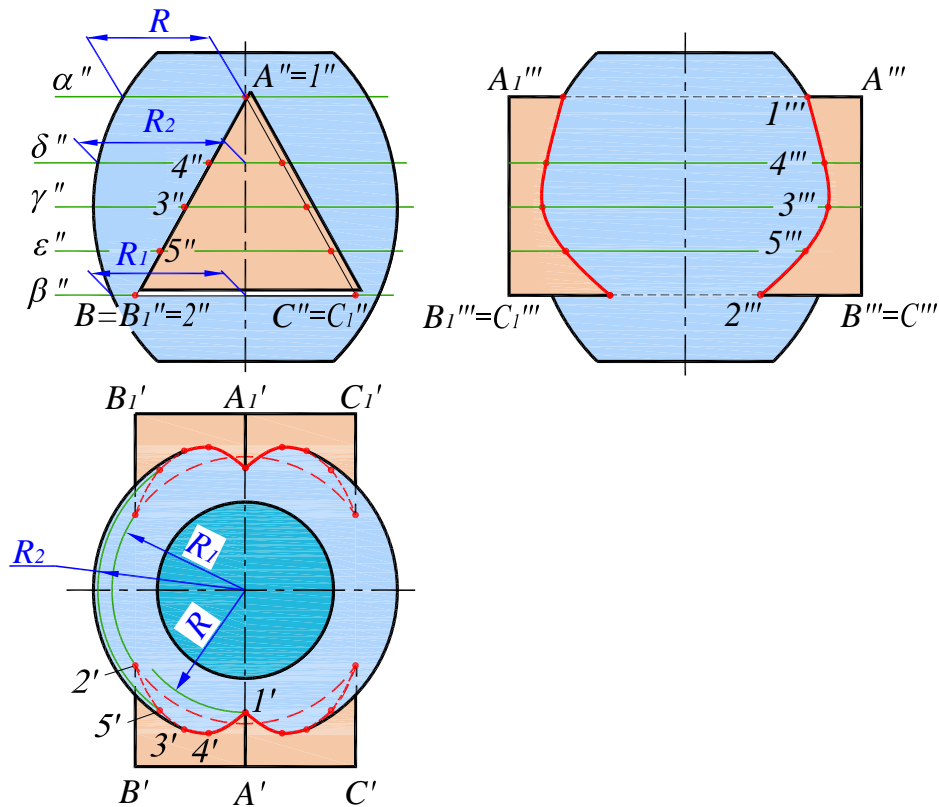 R
α" A"=1" A₁''' A'''
1'''
R₂
δ" 4" 4'''
γ" 3" 3'''
ε" R₁ 5" 5'''
β"
B=B₁"=2" C"=C₁" B₁'''=C₁''' 2''' B'''=C'''
B₁' A₁' C₁'
R₂ R₁
R
2' 1'
5'
3' 4'
B' A' C'